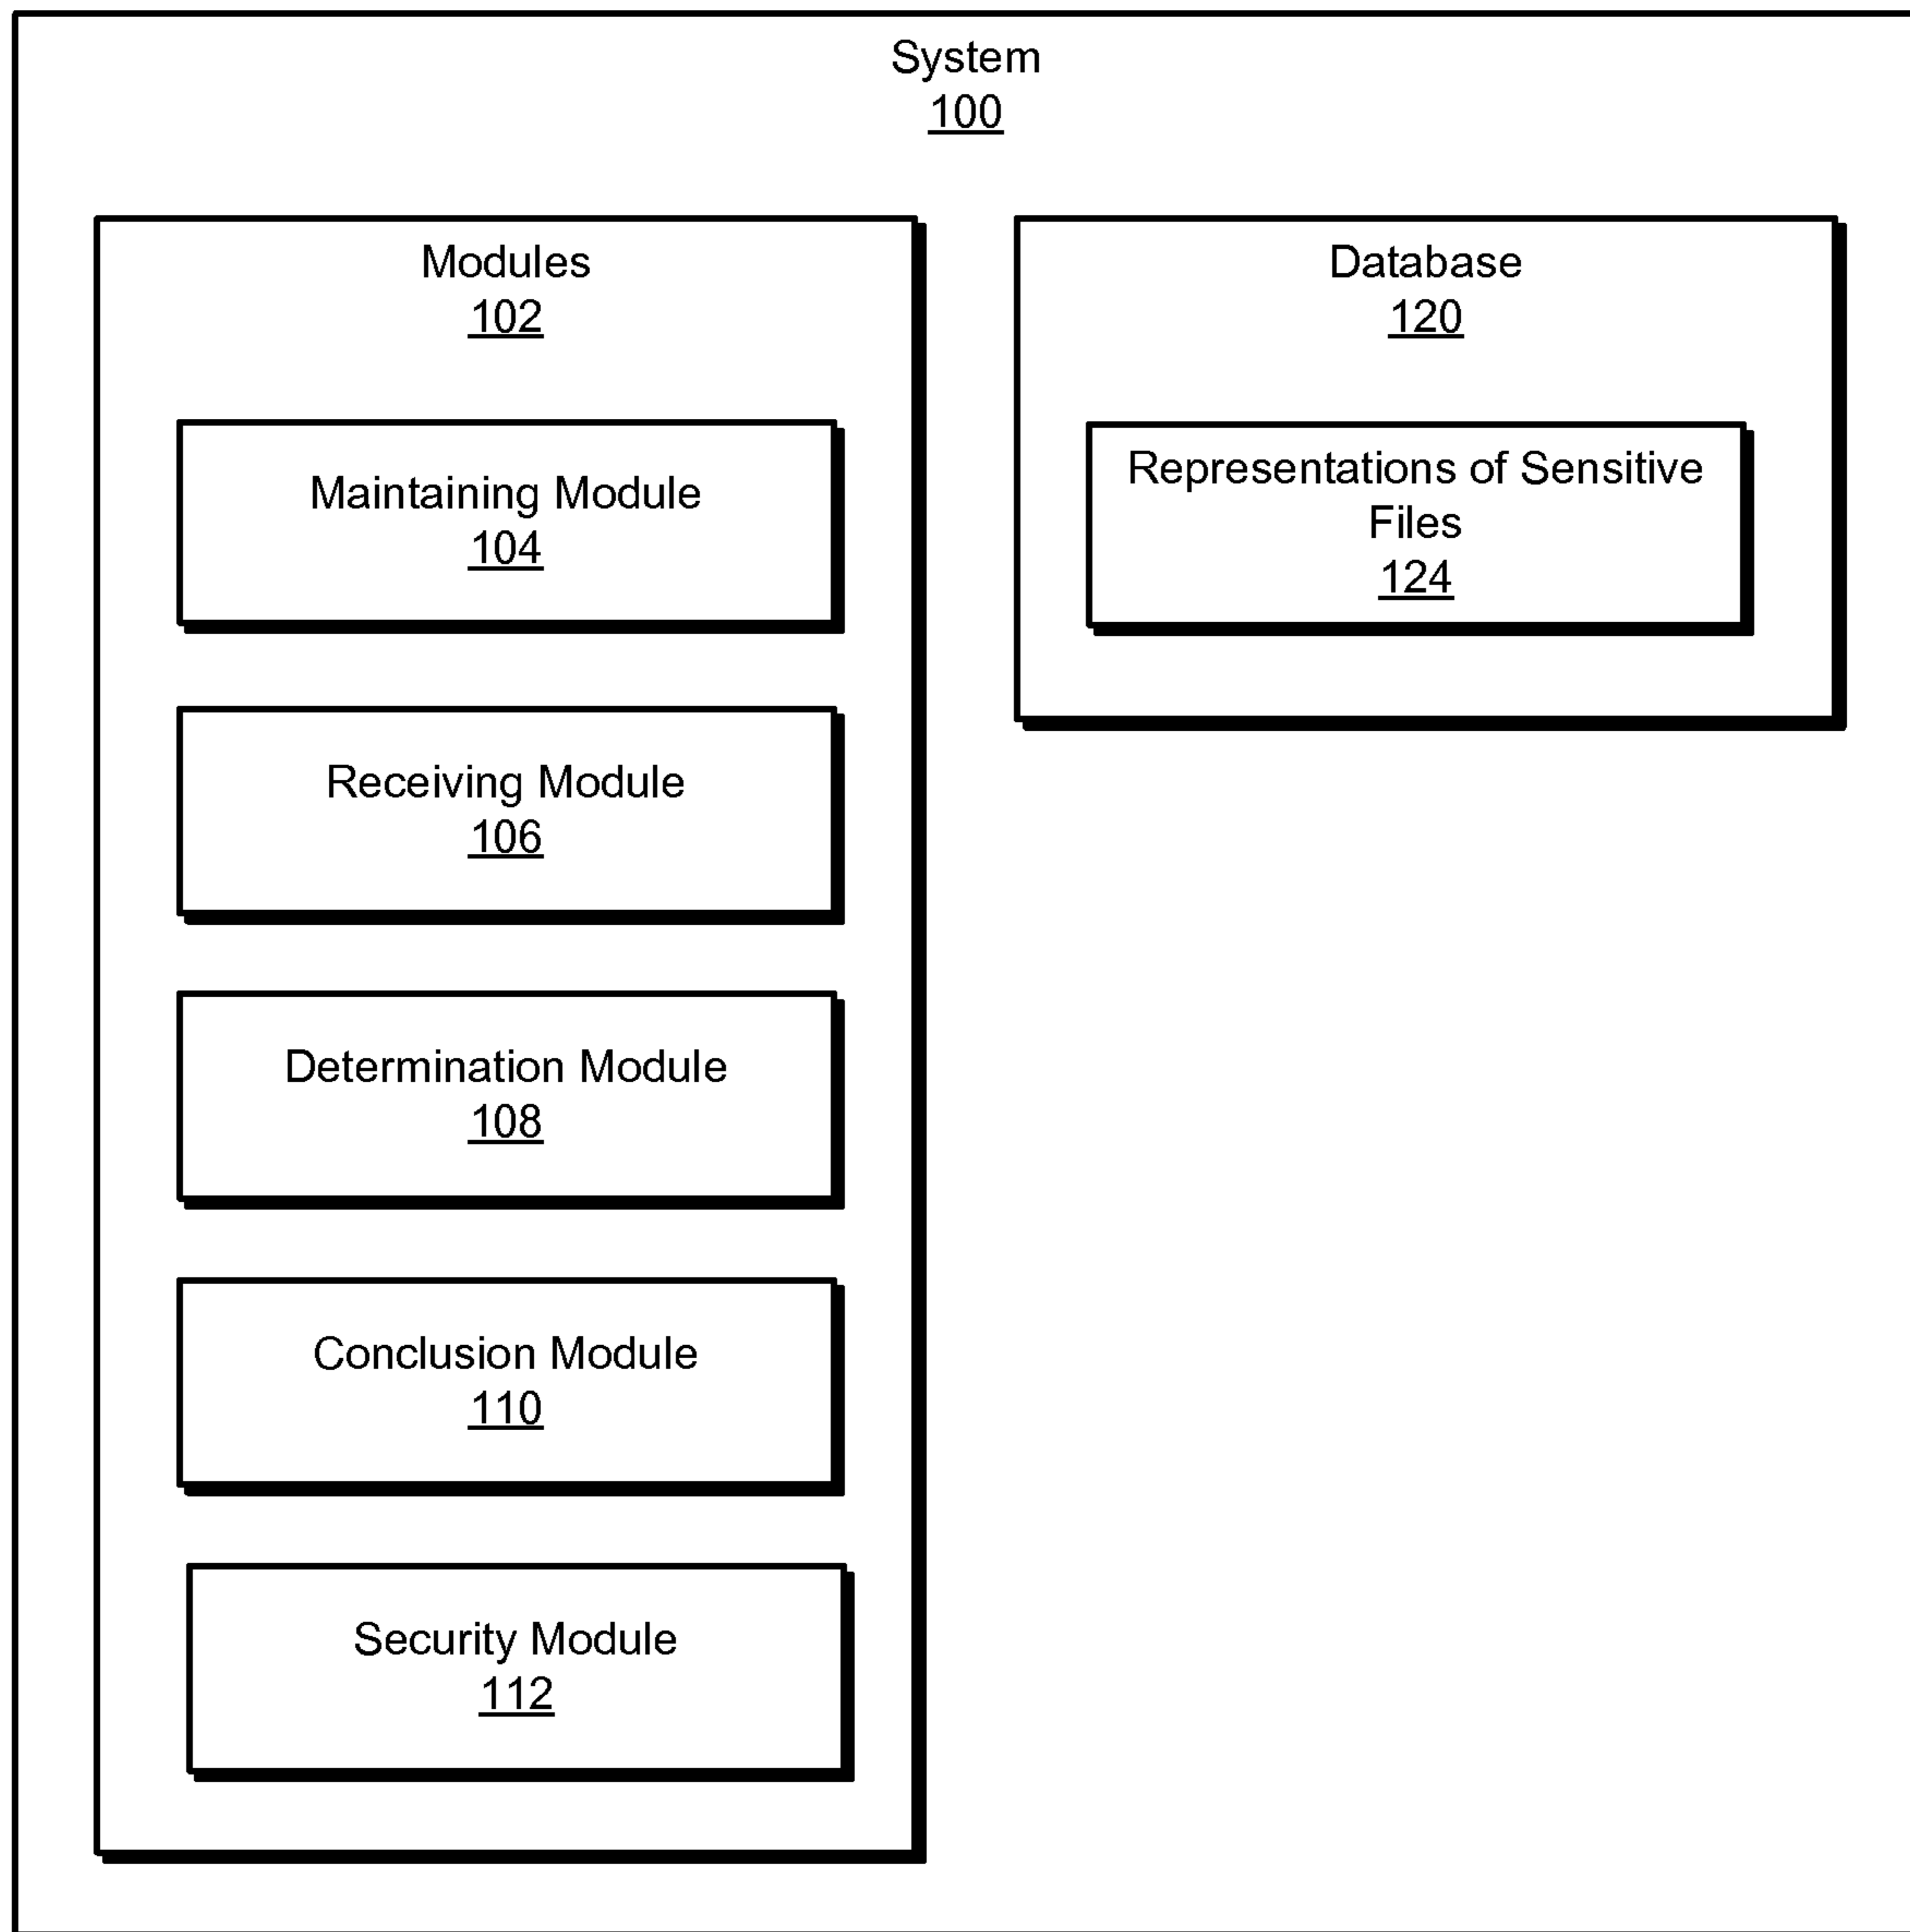 System
100
Modules
102
Maintaining Module
104
Receiving Module
106
Determination Module
108
Conclusion Module
110
Security Module
112
Database
120
Representations of Sensitive
Files
124